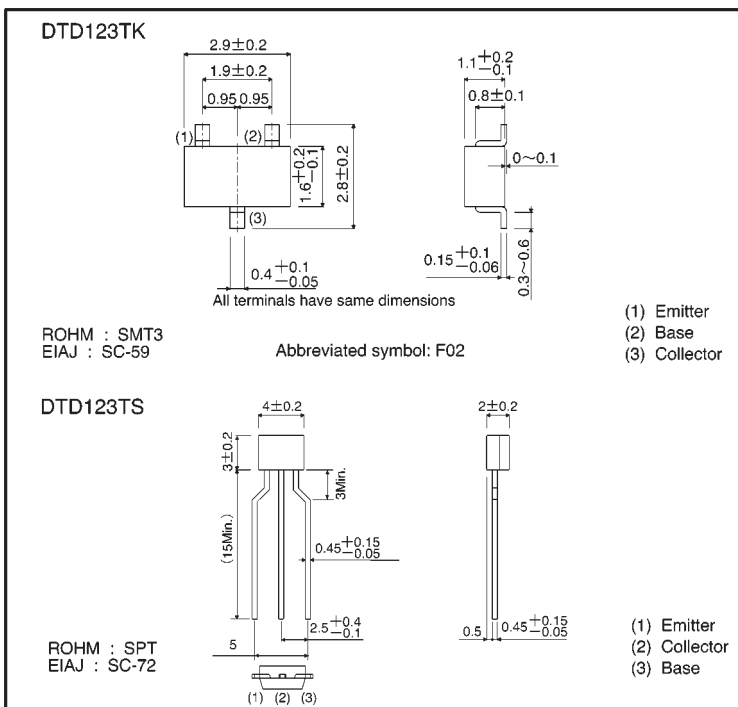 DTD123TK
2.9±0.2
1.9±0.2
0.95 0.95
(1) (2)
(3)
1.6+0.2−0.1
2.8±0.2
0.4+0.1−0.05
All terminals have same dimensions
1.1+0.2−0.1
0.8±0.1
0~0.1
0.15+0.1−0.06
0.3~0.6
ROHM : SMT3
EIAJ : SC-59
Abbreviated symbol: F02
(1) Emitter
(2) Base
(3) Collector
DTD123TS
4±0.2
3±0.2
(15Min.)
3Min.
0.45+0.15−0.05
2.5+0.4−0.1
5
(1) (2) (3)
2±0.2
0.5
0.45+0.15−0.05
ROHM : SPT
EIAJ : SC-72
(1) Emitter
(2) Collector
(3) Base